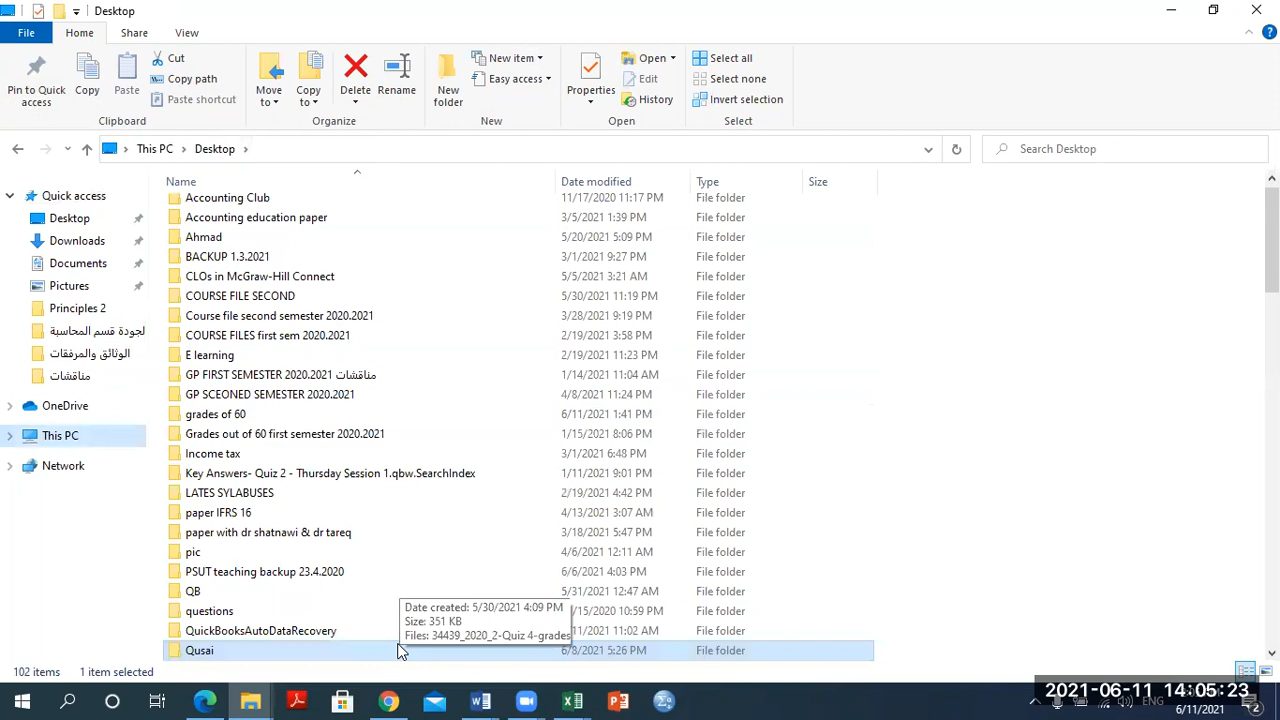 Desktop
File Home Share View
Pin to Quick access
Copy
Paste
Cut
Copy path
Paste shortcut
Clipboard
Move to
Copy to
Delete
Rename
Organize
New folder
New item
Easy access
New
Properties
Open
Edit
History
Open
Select all
Select none
Invert selection
Select
This PC Desktop
Search Desktop
Quick access
Desktop
Downloads
Documents
Pictures
Principles 2
لجودة قسم المحاسبة
الوثائق والمرفقات
مناقشات
OneDrive
This PC
Network
Name Date modified Type Size
Accounting Club 11/17/2020 11:17 PM File folder
Accounting education paper 3/5/2021 1:39 PM File folder
Ahmad 5/20/2021 5:09 PM File folder
BACKUP 1.3.2021 3/1/2021 9:27 PM File folder
CLOs in McGraw-Hill Connect 5/5/2021 3:21 AM File folder
COURSE FILE SECOND 5/30/2021 11:19 PM File folder
Course file second semester 2020.2021 3/28/2021 9:19 PM File folder
COURSE FILES first sem 2020.2021 2/19/2021 3:58 PM File folder
E learning 2/19/2021 11:23 PM File folder
GP FIRST SEMESTER 2020.2021 مناقشات 1/14/2021 11:04 AM File folder
GP SCEONED SEMESTER 2020.2021 4/8/2021 11:24 PM File folder
grades of 60 6/11/2021 1:41 PM File folder
Grades out of 60 first semester 2020.2021 1/15/2021 8:06 PM File folder
Income tax 3/1/2021 6:48 PM File folder
Key Answers- Quiz 2 - Thursday Session 1.qbw.SearchIndex 1/11/2021 9:01 PM File folder
LATES SYLABUSES 2/19/2021 4:42 PM File folder
paper IFRS 16 4/13/2021 3:07 AM File folder
paper with dr shatnawi & dr tareq 3/18/2021 5:47 PM File folder
pic 4/6/2021 12:11 AM File folder
PSUT teaching backup 23.4.2020 6/6/2021 4:03 PM File folder
QB 5/31/2021 12:47 AM File folder
questions /15/2020 10:59 PM File folder
QuickBooksAutoDataRecovery 11/2021 11:02 AM File folder
Qusai 6/8/2021 5:26 PM File folder
Date created: 5/30/2021 4:09 PM
Size: 351 KB
Files: 34439_2020_2-Quiz 4-grades
102 items 1 item selected
2021-06-11 14:05:23
ENG
6/11/2021
2